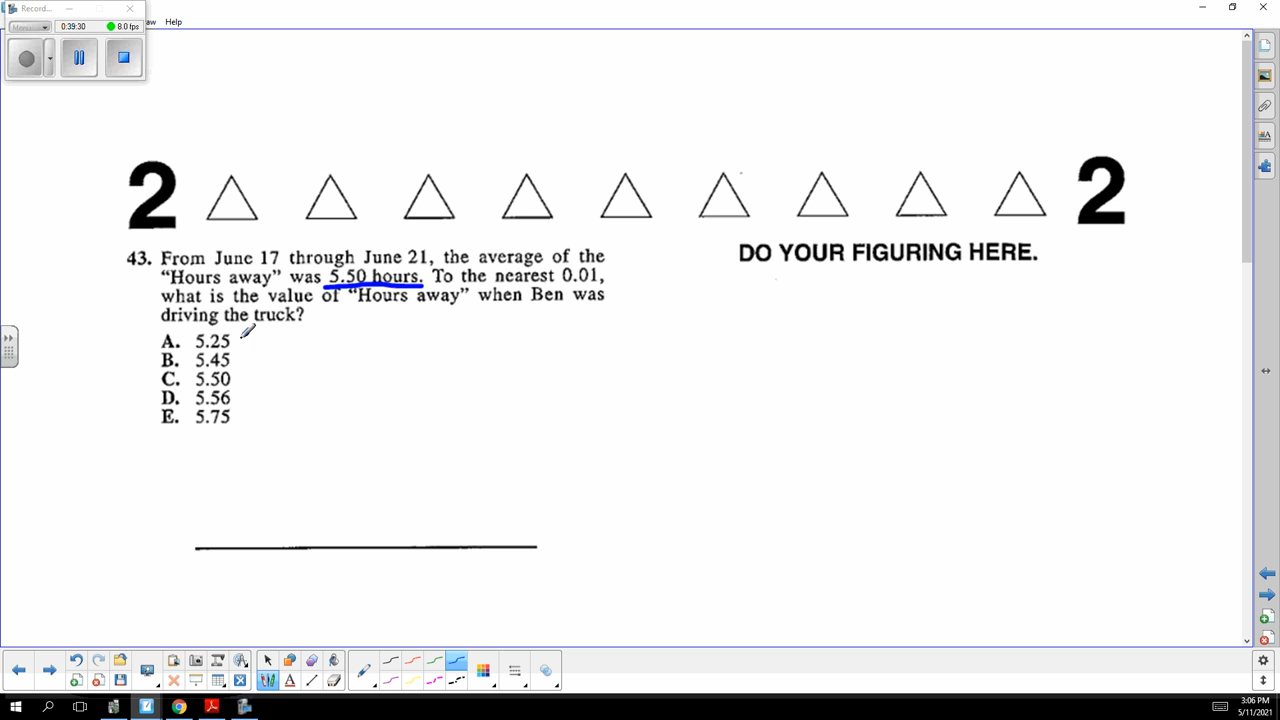 Record...
Menu
0:39:30
8.0 fps
aw Help
2 2
43. From June 17 through June 21, the average of the
“Hours away” was 5.50 hours. To the nearest 0.01,
what is the value of “Hours away” when Ben was
driving the truck?
A. 5.25
B. 5.45
C. 5.50
D. 5.56
E. 5.75
DO YOUR FIGURING HERE.
3:06 PM
5/11/2021